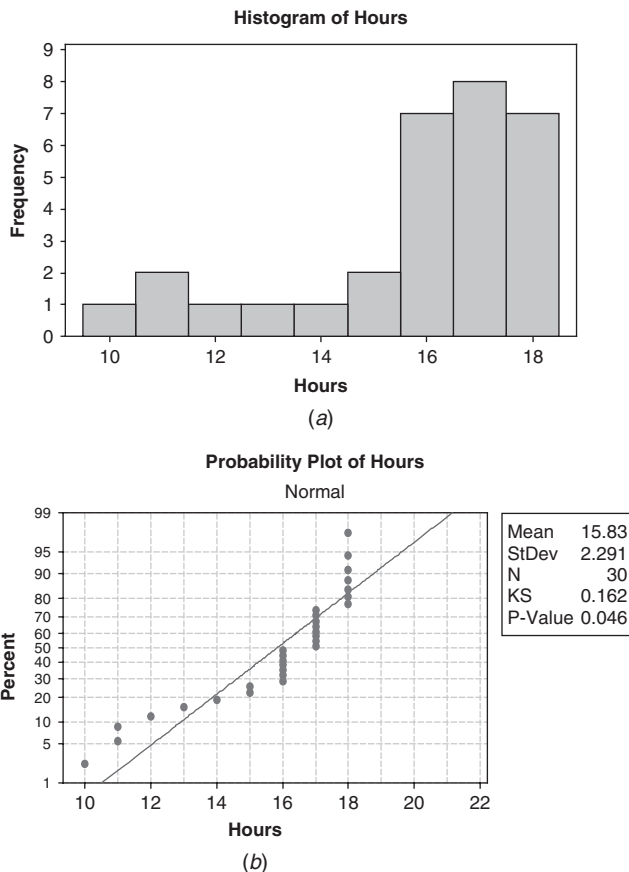 Histogram of Hours
9
8
7
6
5
4
3
2
1
0
Frequency
10 12 14 16 18
Hours
(a)
Probability Plot of Hours
Normal
99
95
90
80
70
60
50
40
30
20
10
5
1
Percent
10 12 14 16 18 20 22
Hours
Mean 15.83
StDev 2.291
N 30
KS 0.162
P-Value 0.046
(b)